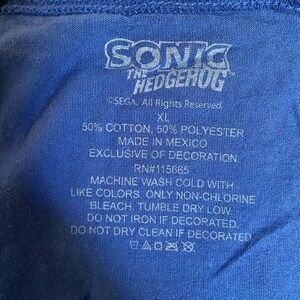 SONIC
THE
HEDGEHOG™
©SEGA. All Rights Reserved.
XL
50% COTTON, 50% POLYESTER
MADE IN MEXICO
EXCLUSIVE OF DECORATION
RN#115665
MACHINE WASH COLD WITH
LIKE COLORS. ONLY NON-CHLORINE
BLEACH. TUMBLE DRY LOW.
DO NOT IRON IF DECORATED.
DO NOT DRY CLEAN IF DECORATED